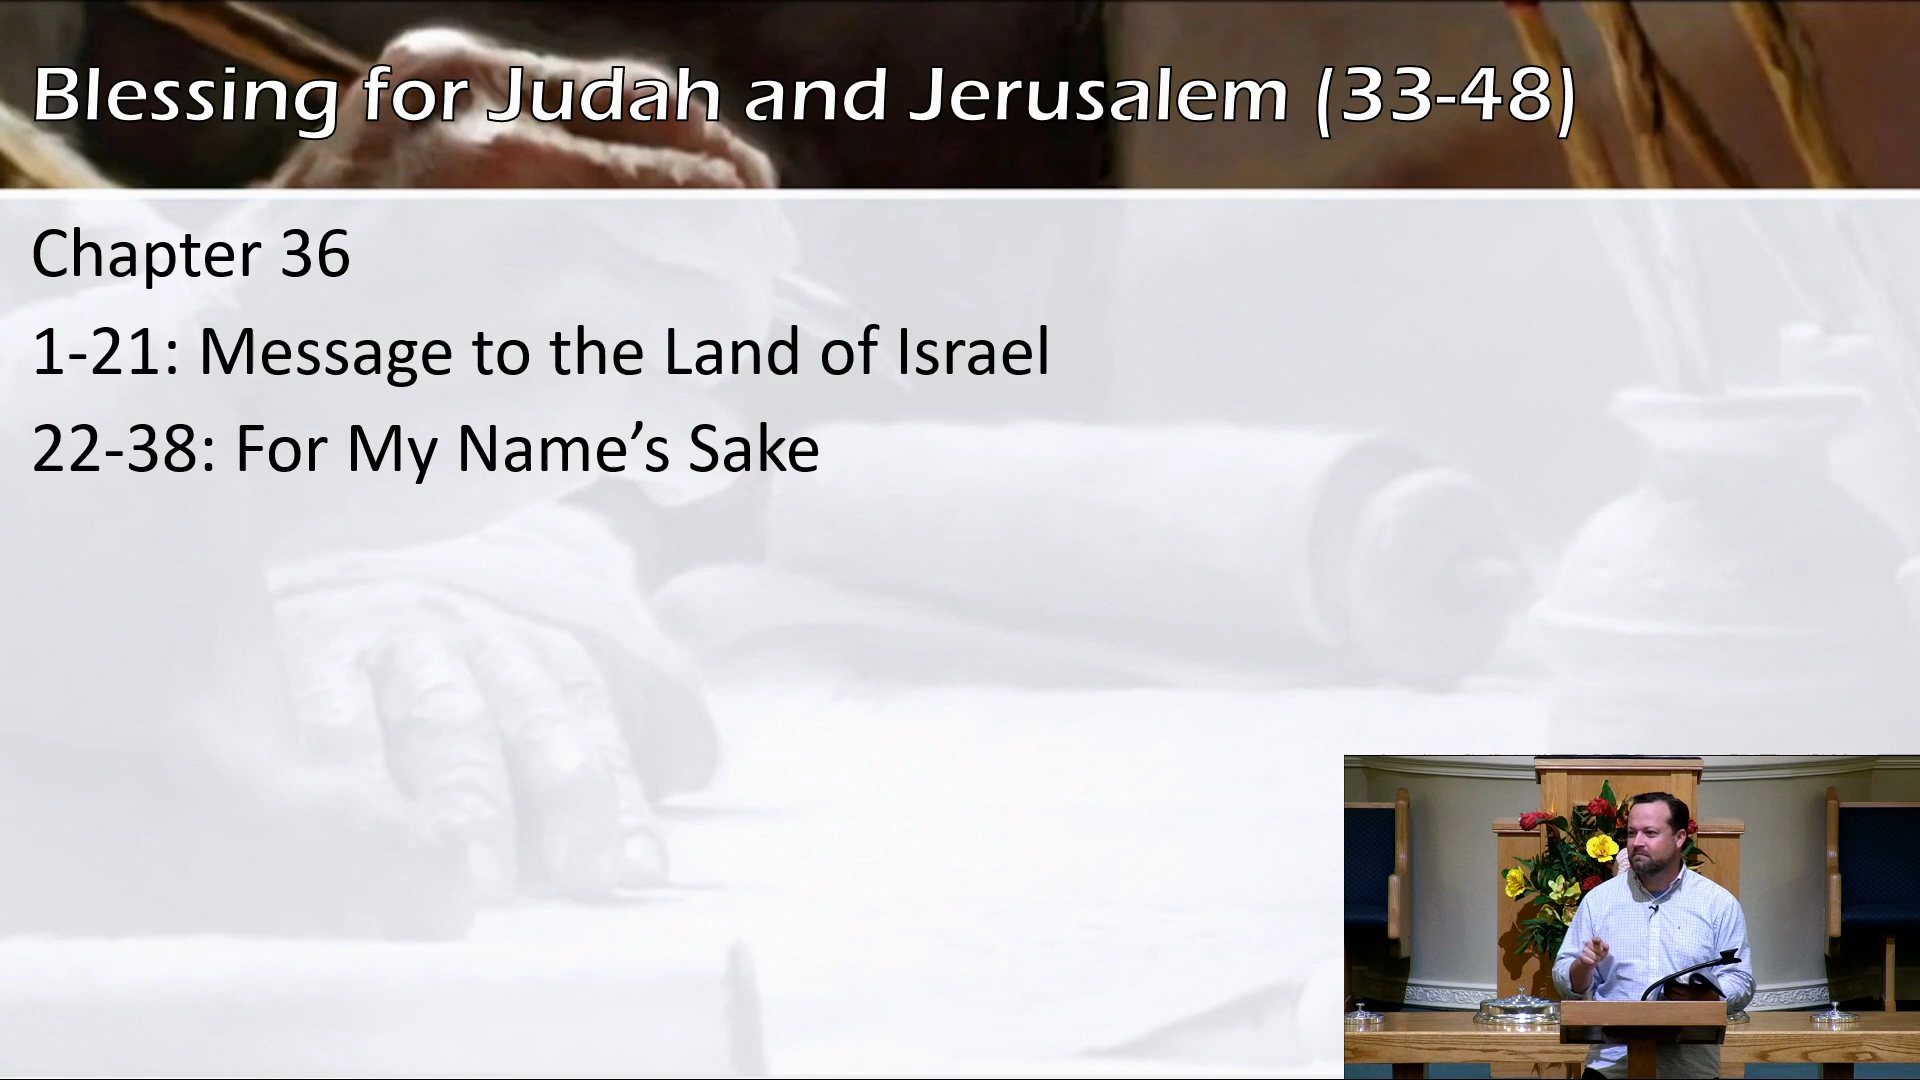 Blessing for Judah and Jerusalem (33-48)
Chapter 36
1-21: Message to the Land of Israel
22-38: For My Name’s Sake